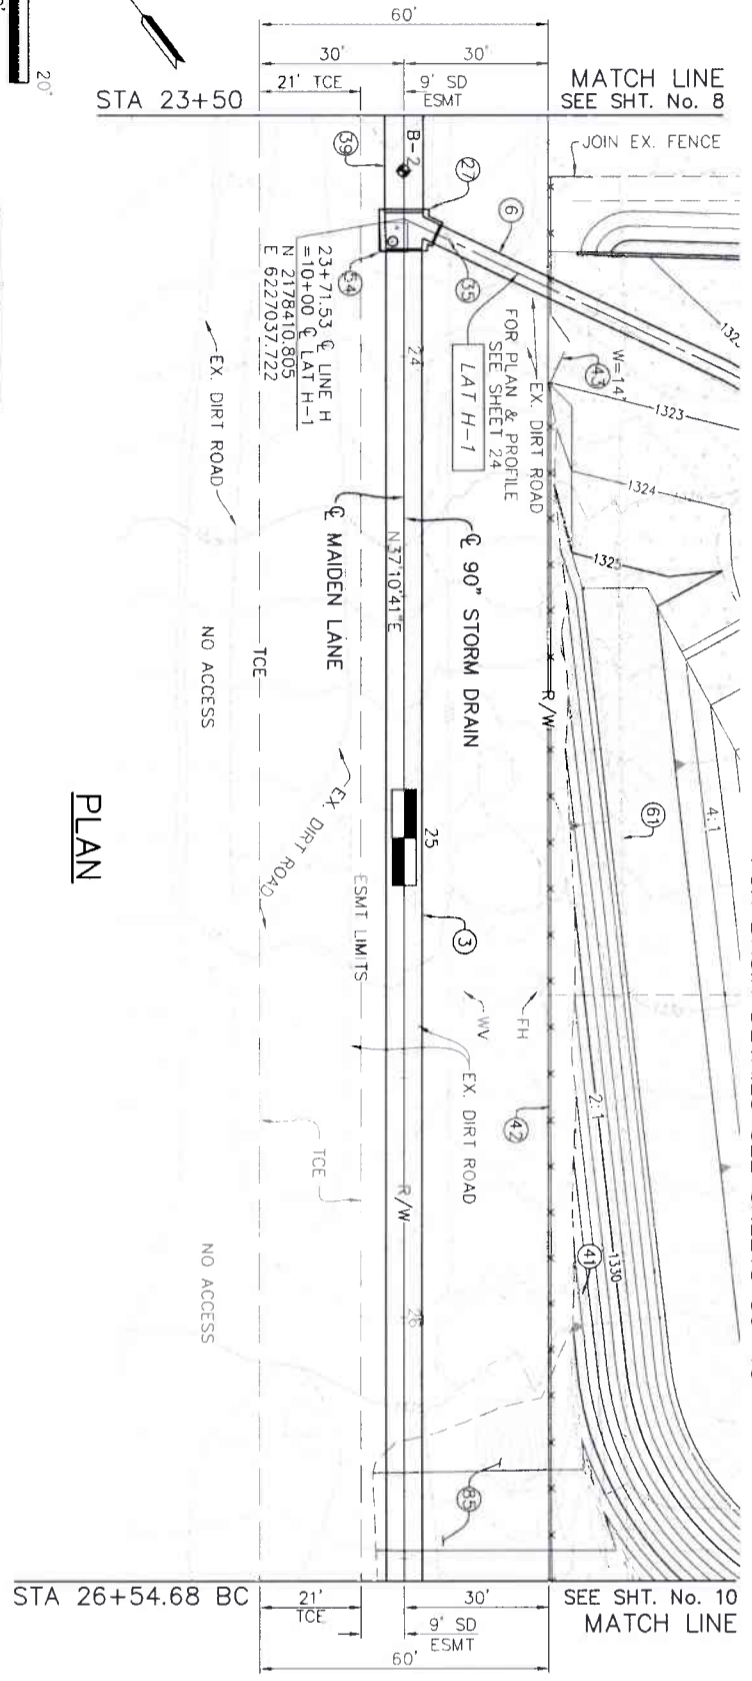 20'
60'
30'
30'
21' TCE
9' SD
ESMT
STA 23+50
MATCH LINE
SEE SHT. No. 8
JOIN EX. FENCE
39
B-2
27
6
54
35
23+71.53 ℄ LINE H
=10+00 ℄ LAT H-1
N 2178410.805
E 6227037.722
24
LAT H-1
FOR PLAN & PROFILE
SEE SHEET 24
EX. DIRT ROAD
W=14'
43
1323
1324
1325
EX. DIRT ROAD
℄ MAIDEN LANE
N37°10'41"E
℄ 90" STORM DRAIN
NO ACCESS
TCE
R/W
PLAN
EX. DIRT ROAD
25
61
4:1
ESMT LIMITS
3
WV
FH
EX. DIRT ROAD
42
2:1
TCE
R/W
41
1330
NO ACCESS
26
85
STA 26+54.68 BC
21'
TCE
30'
9' SD
ESMT
60'
SEE SHT. No. 10
MATCH LINE